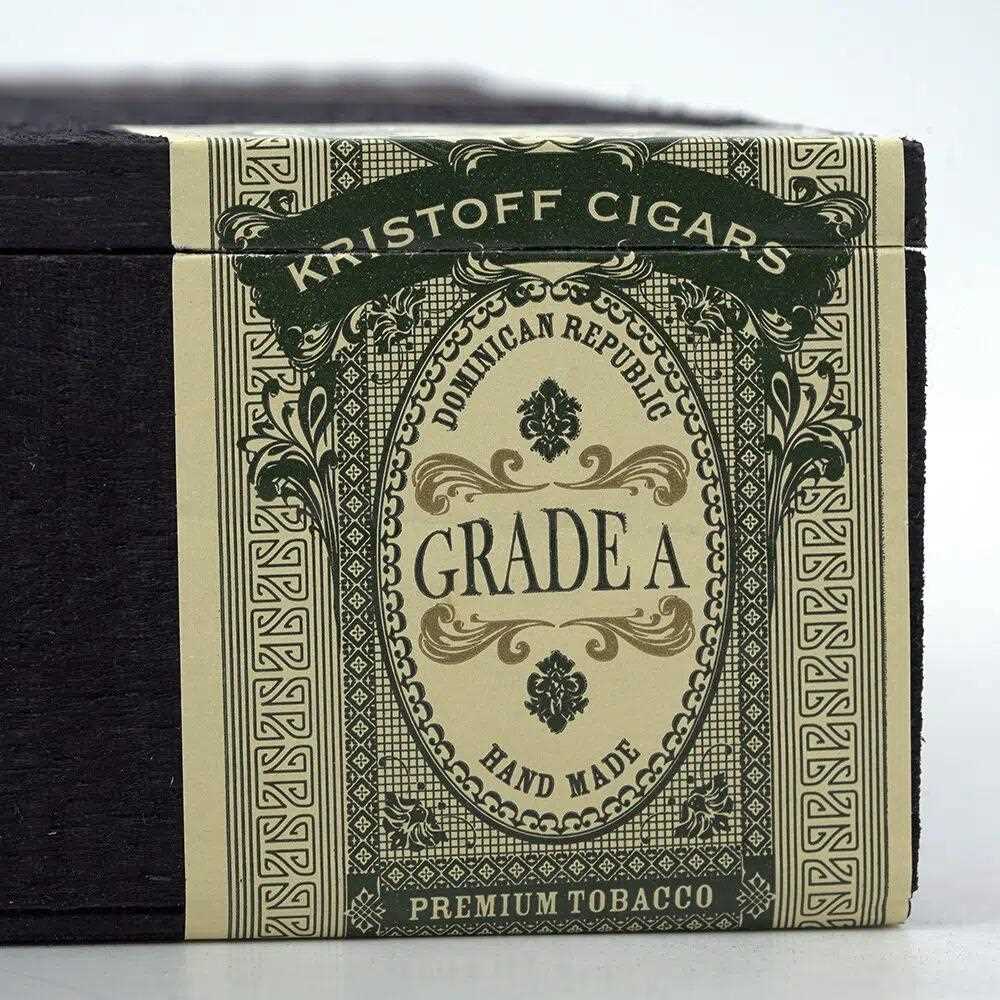 KRISTOFF CIGARS
DOMINICAN REPUBLIC
GRADE A
HAND MADE
PREMIUM TOBACCO